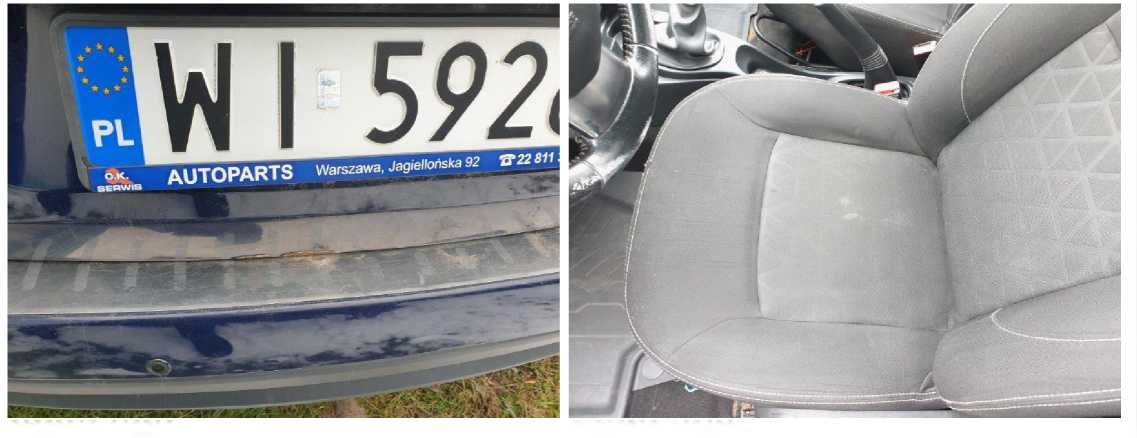 WI 592
PL
O.K.
SERWIS
AUTOPARTS
Warszawa, Jagiellońska 92
☎ 22 811